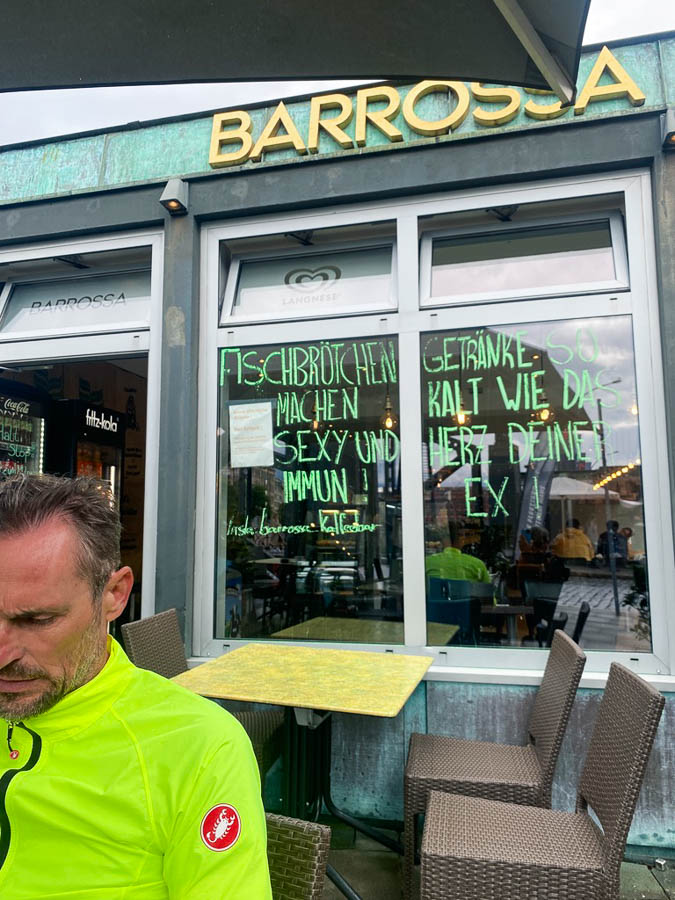 BARROSSA
BARROSSA
LANGNESE
FISCHBRÖTCHEN
MACHEN
SEXY UND
IMMUN !
GETRÄNKE SO
KALT WIE DAS
HERZ DEINER
EX !
Coca-Cola
fritz-kola